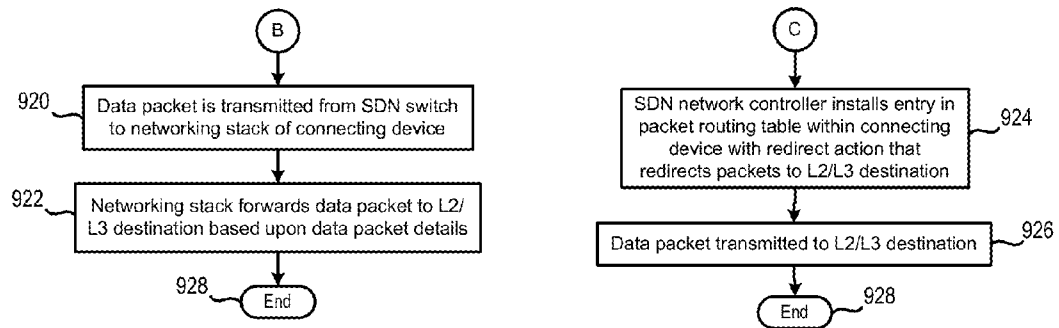 B
920
Data packet is transmitted from SDN switch
to networking stack of connecting device
922
Networking stack forwards data packet to L2/
L3 destination based upon data packet details
928
End
C
SDN network controller installs entry in
packet routing table within connecting
device with redirect action that
redirects packets to L2/L3 destination
924
Data packet transmitted to L2/L3 destination
926
End
928